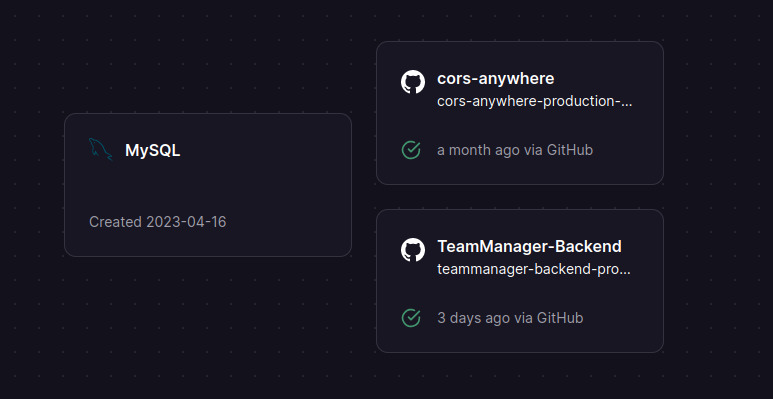 MySQL
Created 2023-04-16
cors-anywhere
cors-anywhere-production-...
a month ago via GitHub
TeamManager-Backend
teammanager-backend-pro...
3 days ago via GitHub